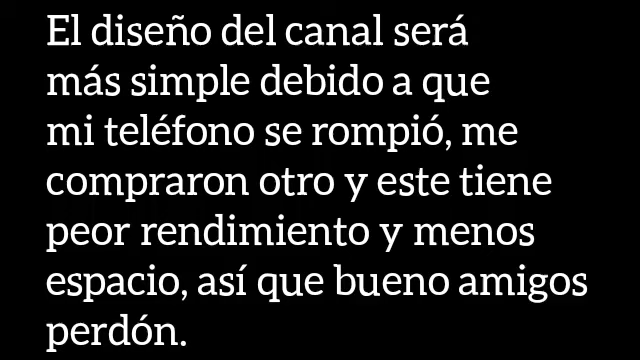 El diseño del canal será
más simple debido a que
mi teléfono se rompió, me
compraron otro y este tiene
peor rendimiento y menos
espacio, así que bueno amigos
perdón.